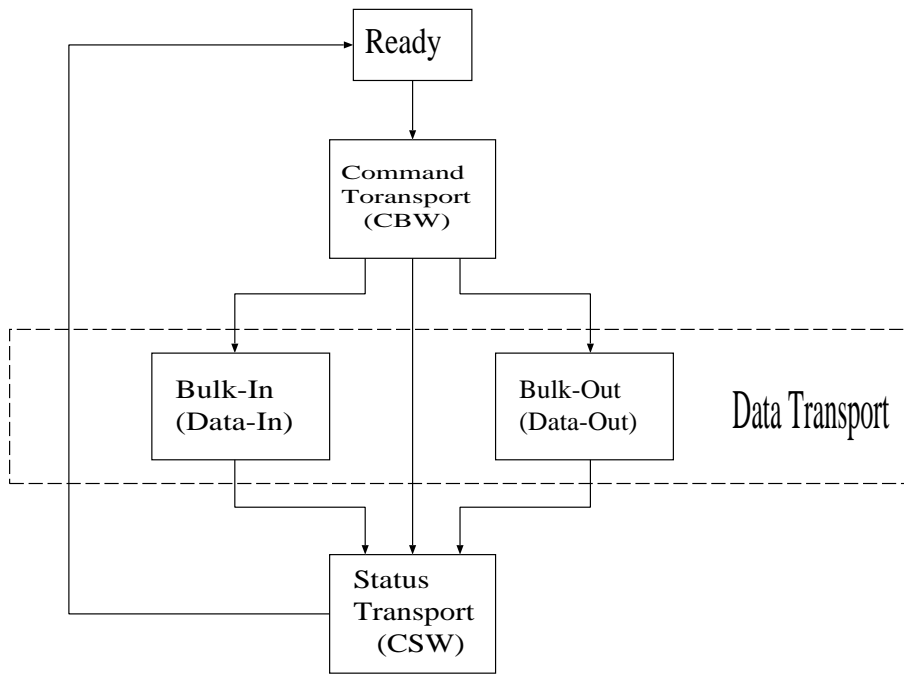 Ready
Command
Toransport
(CBW)
Bulk-In
(Data-In)
Bulk-Out
(Data-Out)
Data Transport
Status
Transport
(CSW)